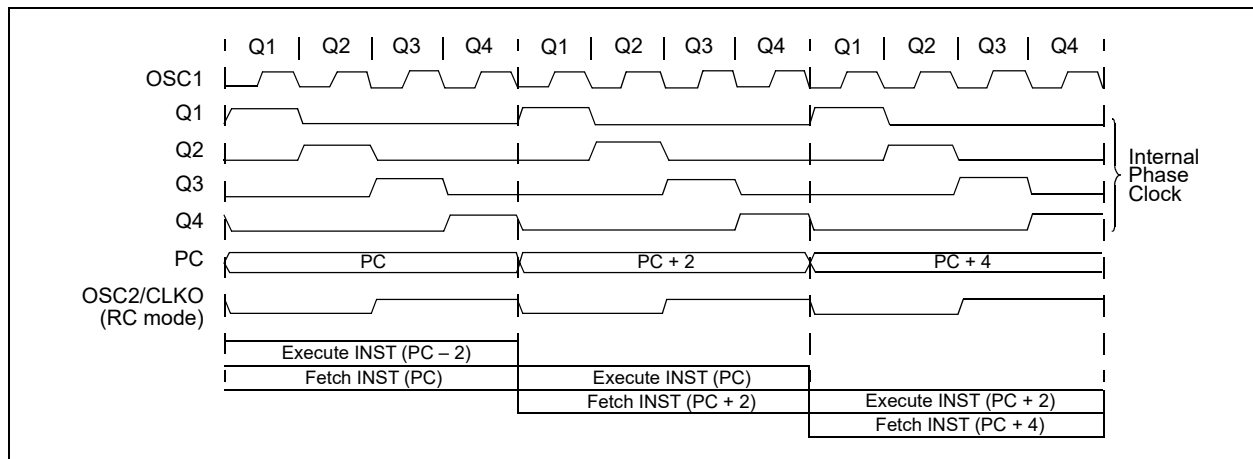 Q1 Q2 Q3 Q4 Q1 Q2 Q3 Q4 Q1 Q2 Q3 Q4
OSC1
Q1
Q2
Q3
Q4
Internal
Phase
Clock
PC PC PC + 2 PC + 4
OSC2/CLKO
(RC mode)
Execute INST (PC – 2)
Fetch INST (PC) Execute INST (PC)
Fetch INST (PC + 2) Execute INST (PC + 2)
Fetch INST (PC + 4)